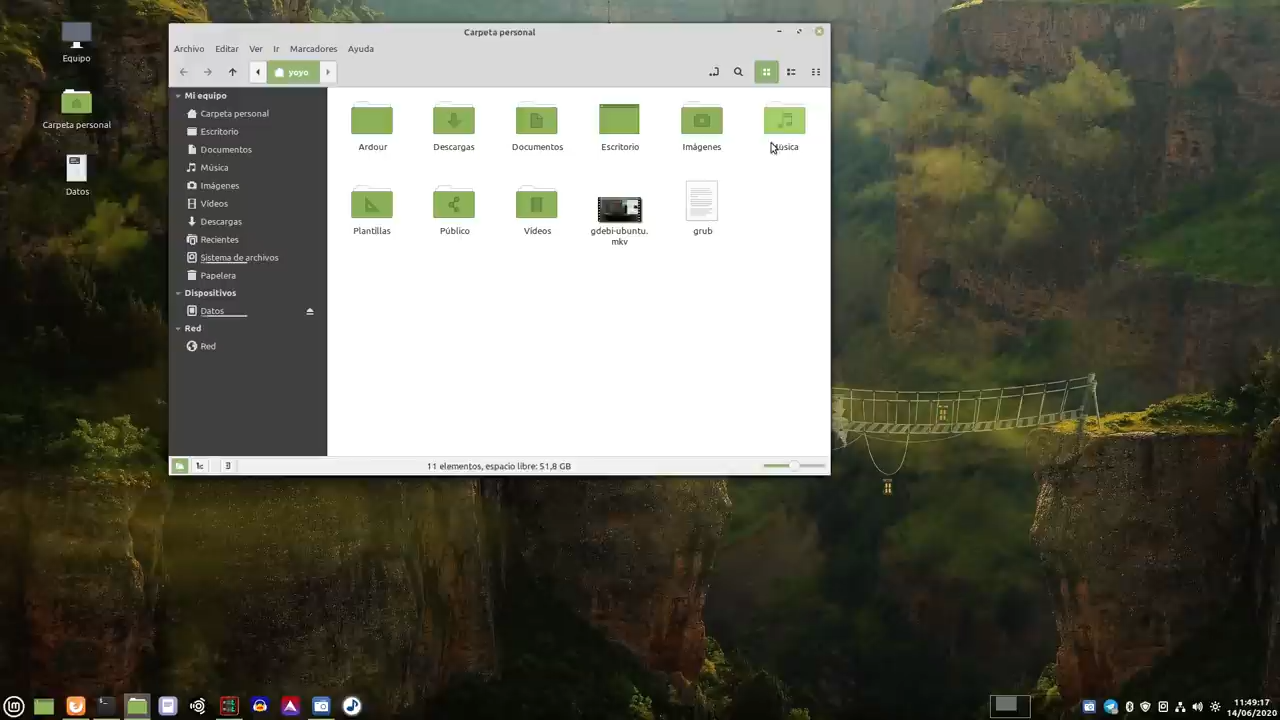 Equipo
Carpeta personal
Datos
Carpeta personal
Archivo Editar Ver Ir Marcadores Ayuda
yoyo
Mi equipo
Carpeta personal
Escritorio
Documentos
Música
Imágenes
Vídeos
Descargas
Recientes
Sistema de archivos
Papelera
Dispositivos
Datos
Red
Red
Ardour Descargas Documentos Escritorio Imágenes Música
Plantillas Público Vídeos gdebi-ubuntu. grub
mkv
11 elementos, espacio libre: 51,8 GB
11:49:17
14/06/2020